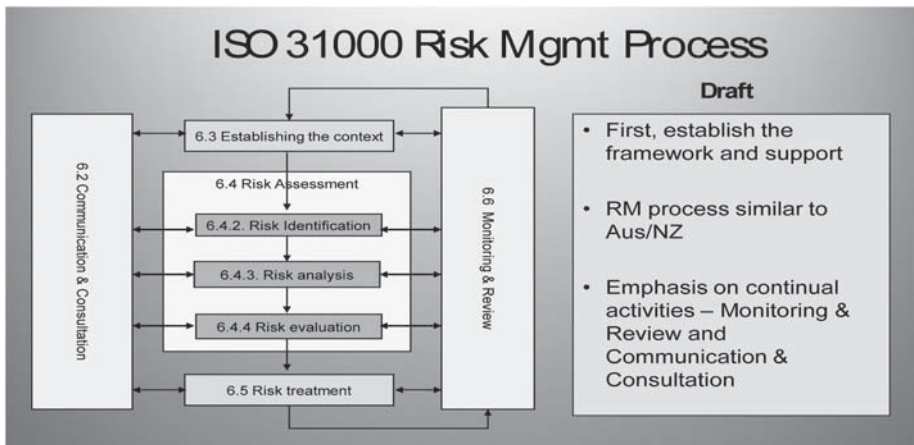 ISO 31000 Risk Mgmt Process
6.2 Communication & Consultation
6.3 Establishing the context
6.4 Risk Assessment
6.4.2. Risk Identification
6.4.3. Risk analysis
6.4.4 Risk evaluation
6.5 Risk treatment
6.6 Monitoring & Review
Draft
• First, establish the
framework and support
• RM process similar to
Aus/NZ
• Emphasis on continual
activities – Monitoring &
Review and
Communication &
Consultation